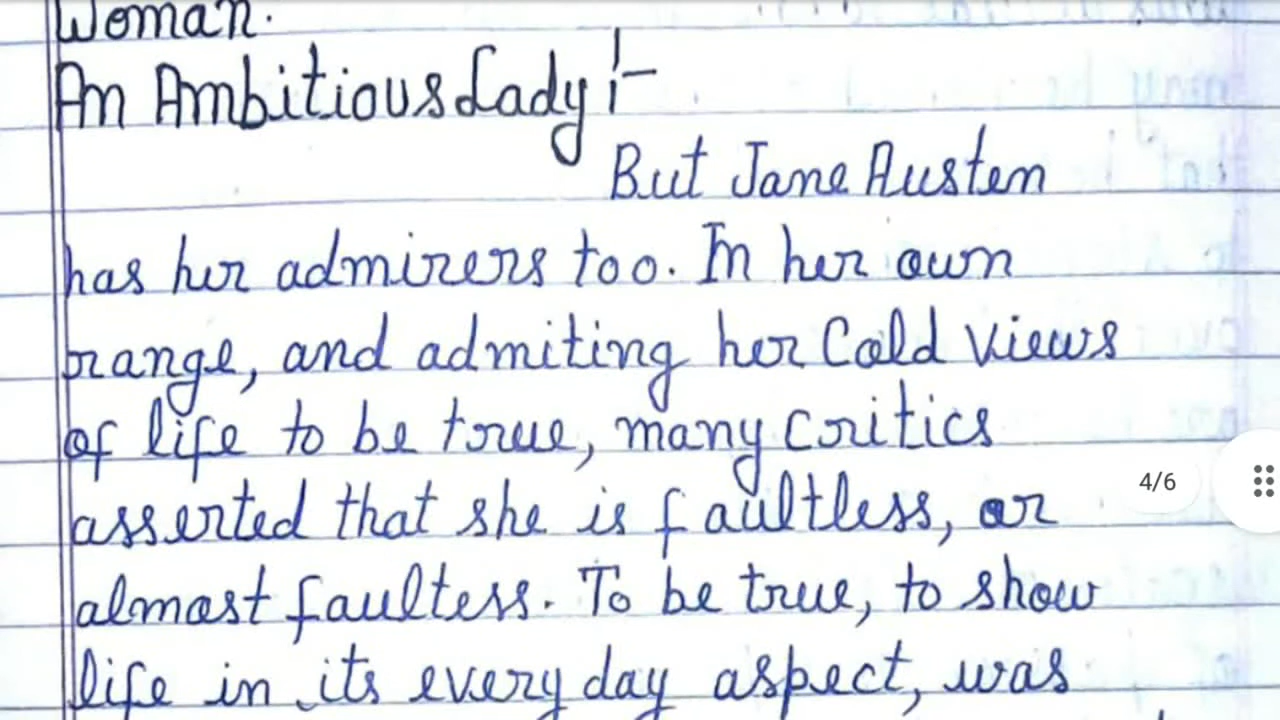 Woman.
An Ambitious Lady :-
But Jane Austen
has her admirers too. In her own
range, and admiting her Cold views
of life to be true, many critics
asserted that she is faultless, or
almost faultess. To be true, to show
life in its every day aspect, was
4/6